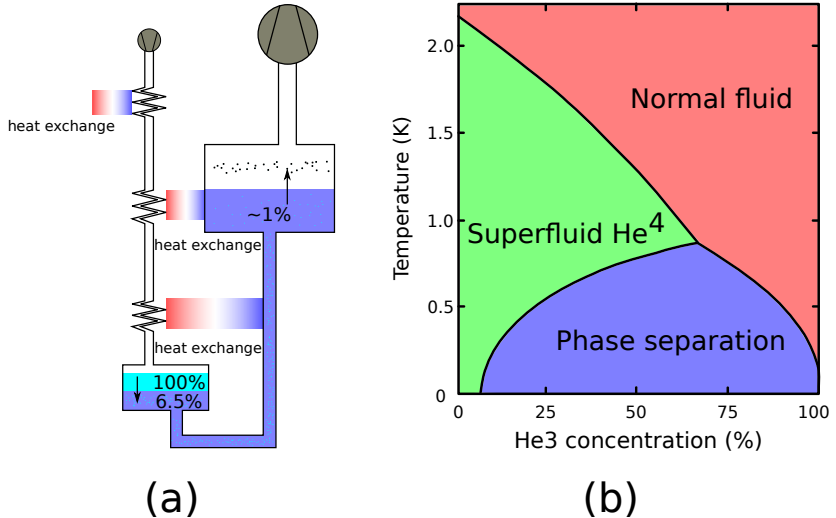 heat exchange
~1%
heat exchange
heat exchange
100%
6.5%
(a)
Temperature (K)
2.0
1.5
1.0
0.5
0
Normal fluid
Superfluid He4
Phase separation
0
25
50
75
100
He3 concentration (%)
(b)